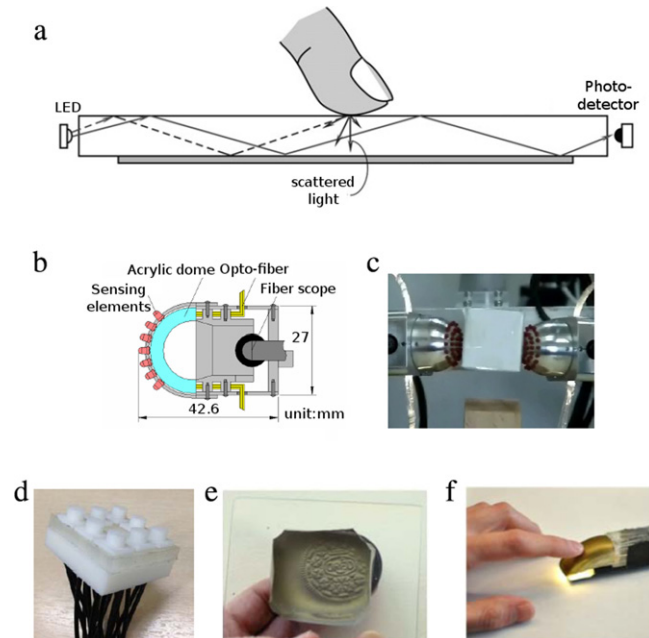 a
LED
Photo-
detector
scattered
light
b
Acrylic dome Opto-fiber
Sensing
elements
Fiber scope
27
42.6
unit:mm
c
d
e
f